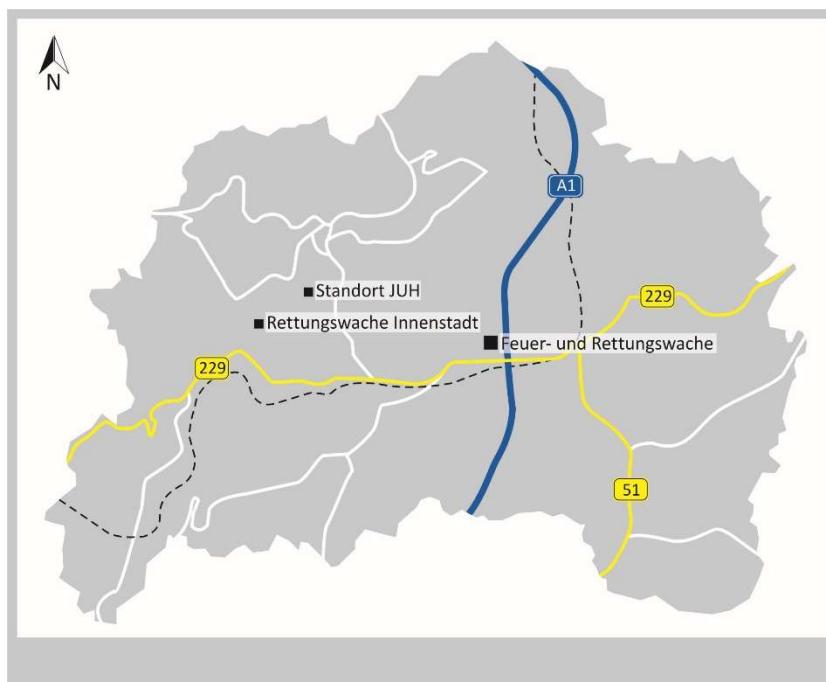 N
A1
229
Standort JUH
Rettungswache Innenstadt
Feuer- und Rettungswache
229
51